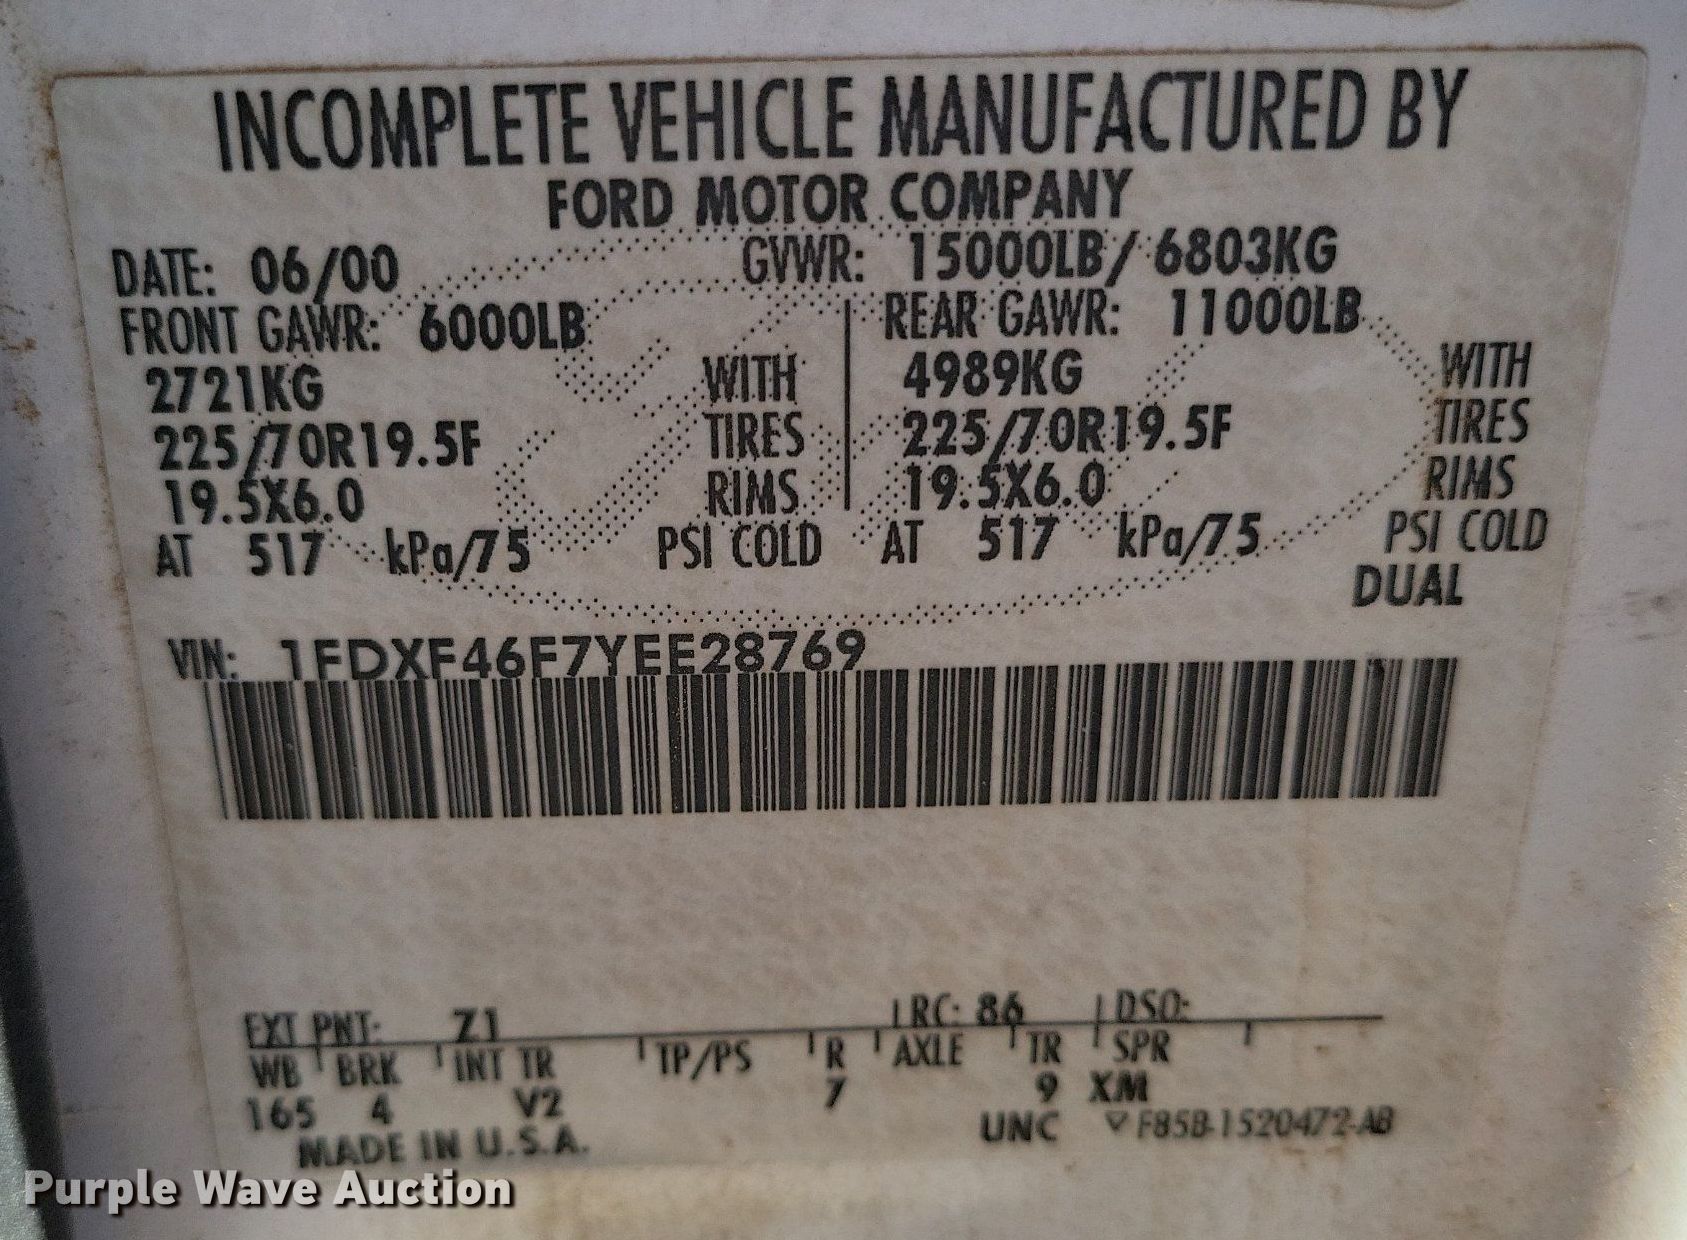 INCOMPLETE VEHICLE MANUFACTURED BY
FORD MOTOR COMPANY
DATE: 06/00 GVWR: 15000LB/ 6803KG
FRONT GAWR: 6000LB REAR GAWR: 11000LB
2721KG WITH 4989KG WITH
225/70R19.5F TIRES 225/70R19.5F TIRES
19.5X6.0 RIMS 19.5X6.0 RIMS
AT 517 kPa/75 PSI COLD AT 517 kPa/75 PSI COLD
DUAL
VIN: 1FDXF46F7YEE28769
EXT PNT: Z1 RC: 86 DSO:
WB BRK INT TR TP/PS R AXLE TR SPR
165 4 V2 7 9 XM
MADE IN U.S.A. UNC F85B-1520472-AB
Purple Wave Auction